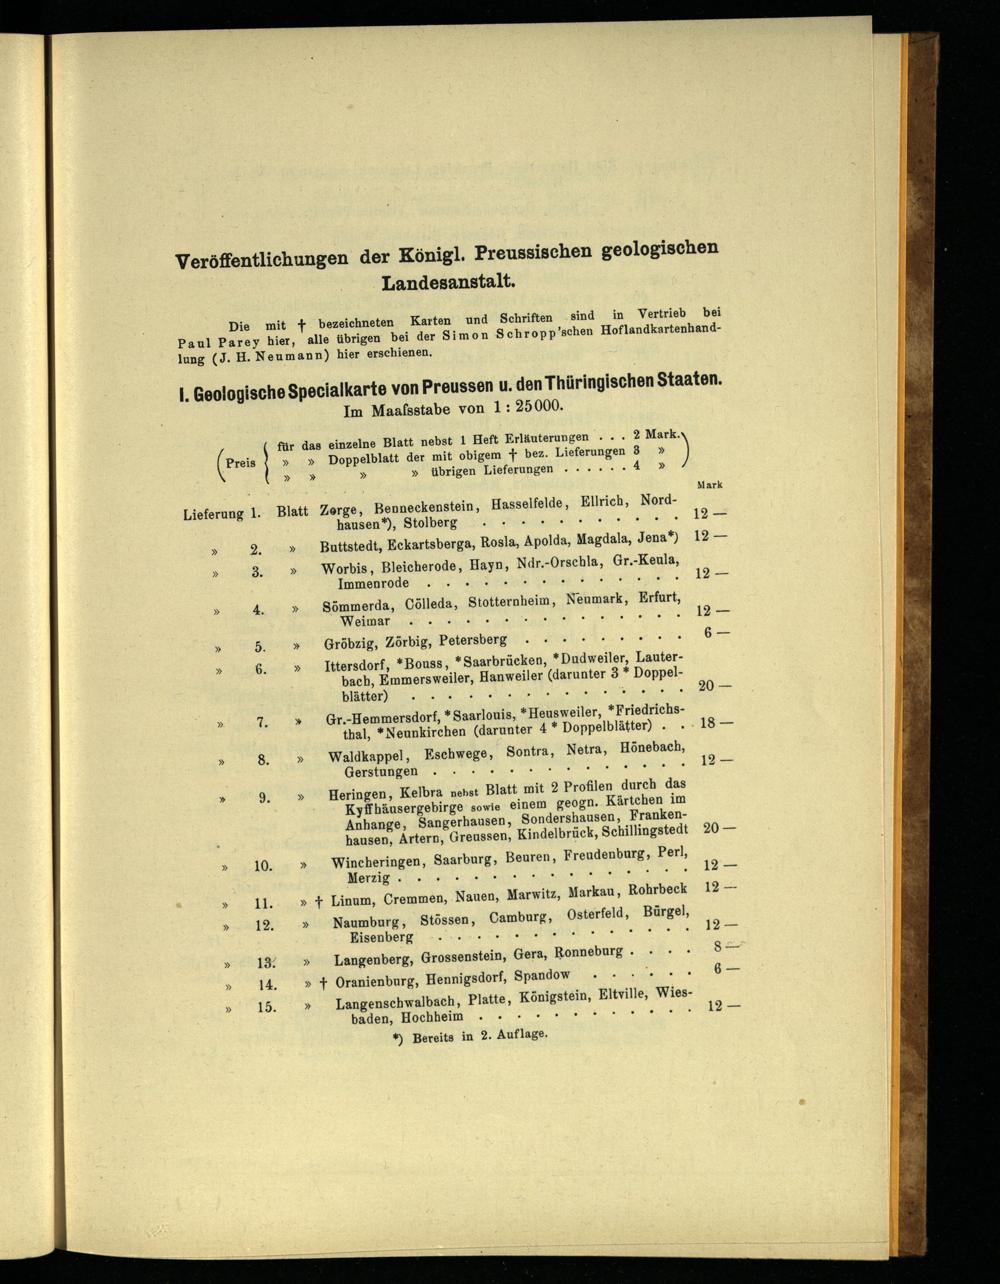 Veröffentlichungen der Königl. Preussischen geologischen
Landesanstalt.
Die mit † bezeichneten Karten und Schriften sind in Vertrieb bei
Paul Parey hier, alle übrigen bei der Simon Schropp'schen Hoflandkartenhand-
lung (J. H. Neumann) hier erschienen.
I. Geologische Specialkarte von Preussen u. den Thüringischen Staaten.
Im Maafsstabe von 1 : 25000.
(Preis { für das einzelne Blatt nebst 1 Heft Erläuterungen . . . 2 Mark.)
» » Doppelblatt der mit obigem † bez. Lieferungen 3 »
» » » » übrigen Lieferungen . . . . . . 4 »
Mark
Lieferung 1. Blatt Zorge, Benneckenstein, Hasselfelde, Ellrich, Nord-
hausen*), Stolberg . . . . . . . . . . . 12 —
» 2. » Buttstedt, Eckartsberga, Rosla, Apolda, Magdala, Jena*) 12 —
» 3. » Worbis, Bleicherode, Hayn, Ndr.-Orschla, Gr.-Keula,
Immenrode . . . . . . . . . . . . . . 12 —
» 4. » Sömmerda, Cölleda, Stotternheim, Neumark, Erfurt,
Weimar . . . . . . . . . . . . . . . 12 —
» 5. » Gröbzig, Zörbig, Petersberg . . . . . . . . . 6 —
» 6. » Ittersdorf, *Bouss, *Saarbrücken, *Dudweiler, Lauter-
bach, Emmersweiler, Hanweiler (darunter 3 * Doppel-
blätter) . . . . . . . . . . . . . . . 20 —
» 7. » Gr.-Hemmersdorf, *Saarlouis, *Heusweiler, *Friedrichs-
thal, *Neunkirchen (darunter 4 * Doppelblätter) . . 18 —
» 8. » Waldkappel, Eschwege, Sontra, Netra, Hönebach,
Gerstungen . . . . . . . . . . . . . . 12 —
» 9. » Heringen, Kelbra nebst Blatt mit 2 Profilen durch das
Kyffhäusergebirge sowie einem geogn. Kärtchen im
Anhange, Sangerhausen, Sondershausen, Franken-
hausen, Artern, Greussen, Kindelbrück, Schillingstedt 20 —
» 10. » Wincheringen, Saarburg, Beuren, Freudenburg, Perl,
Merzig . . . . . . . . . . . . . . . . 12 —
» 11. » † Linum, Cremmen, Nauen, Marwitz, Markau, Rohrbeck 12 —
» 12. » Naumburg, Stössen, Camburg, Osterfeld, Bürgel,
Eisenberg . . . . . . . . . . . . . . 12 —
» 13. » Langenberg, Grossenstein, Gera, Ronneburg . . . . 8 —
» 14. » † Oranienburg, Hennigsdorf, Spandow . . . . . . 6 —
» 15. » Langenschwalbach, Platte, Königstein, Eltville, Wies-
baden, Hochheim . . . . . . . . . . . . 12 —
*) Bereits in 2. Auflage.